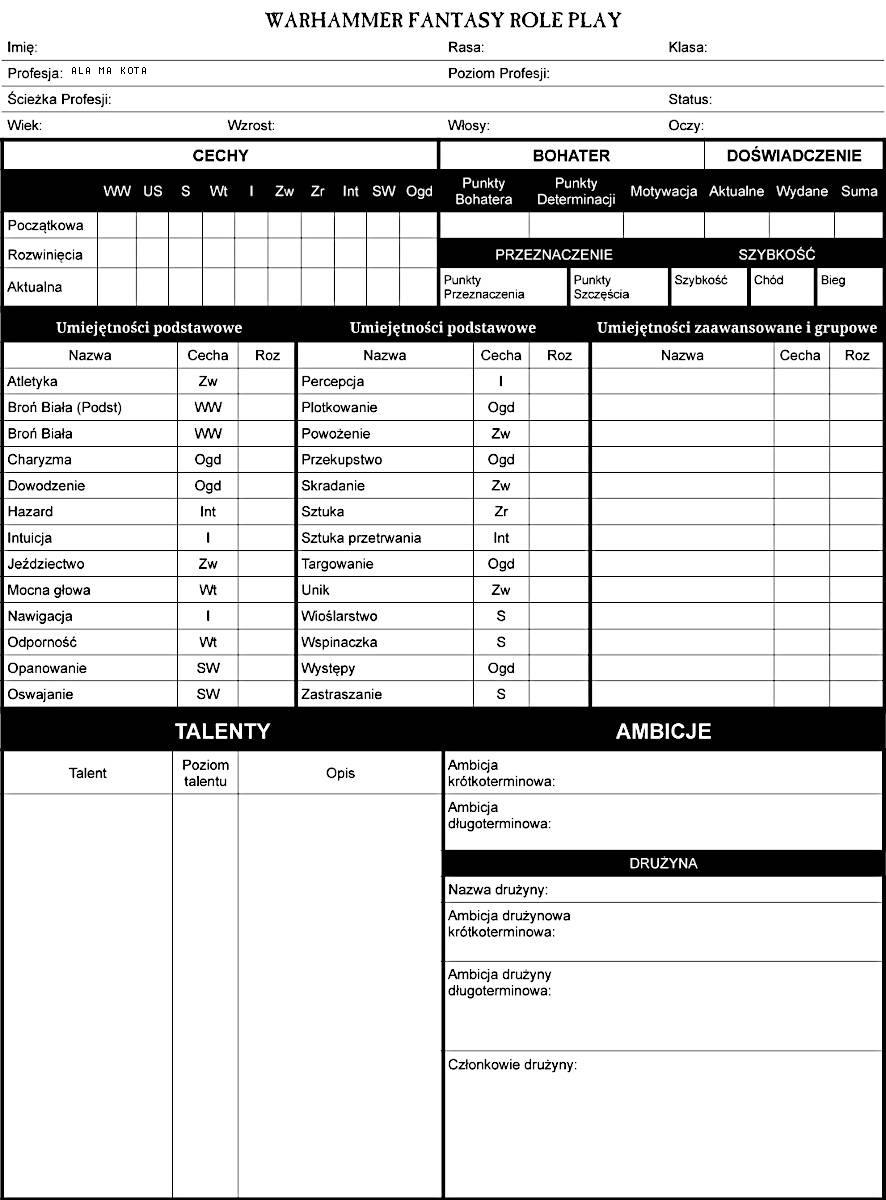 WARHAMMER FANTASY ROLE PLAY
Imię: Rasa: Klasa:
Profesja: ALA MA KOTA Poziom Profesji:
Ścieżka Profesji: Status:
Wiek: Wzrost: Włosy: Oczy:
CECHY BOHATER DOŚWIADCZENIE
WW US S Wt I Zw Zr Int SW Ogd Punkty Bohatera Punkty Determinacji Motywacja Aktualne Wydane Suma
Początkowa
Rozwinięcia PRZEZNACZENIE SZYBKOŚĆ
Aktualna Punkty Przeznaczenia Punkty Szczęścia Szybkość Chód Bieg
Umiejętności podstawowe Umiejętności podstawowe Umiejętności zaawansowane i grupowe
Nazwa Cecha Roz Nazwa Cecha Roz Nazwa Cecha Roz
Atletyka Zw Percepcja I
Broń Biała (Podst) WW Plotkowanie Ogd
Broń Biała WW Powożenie Zw
Charyzma Ogd Przekupstwo Ogd
Dowodzenie Ogd Skradanie Zw
Hazard Int Sztuka Zr
Intuicja I Sztuka przetrwania Int
Jeździectwo Zw Targowanie Ogd
Mocna głowa Wt Unik Zw
Nawigacja I Wioślarstwo S
Odporność Wt Wspinaczka S
Opanowanie SW Występy Ogd
Oswajanie SW Zastraszanie S
TALENTY AMBICJE
Talent Poziom talentu Opis
Ambicja
krótkoterminowa:
Ambicja
długoterminowa:
DRUŻYNA
Nazwa drużyny:
Ambicja drużynowa
krótkoterminowa:
Ambicja drużyny
długoterminowa:
Członkowie drużyny: